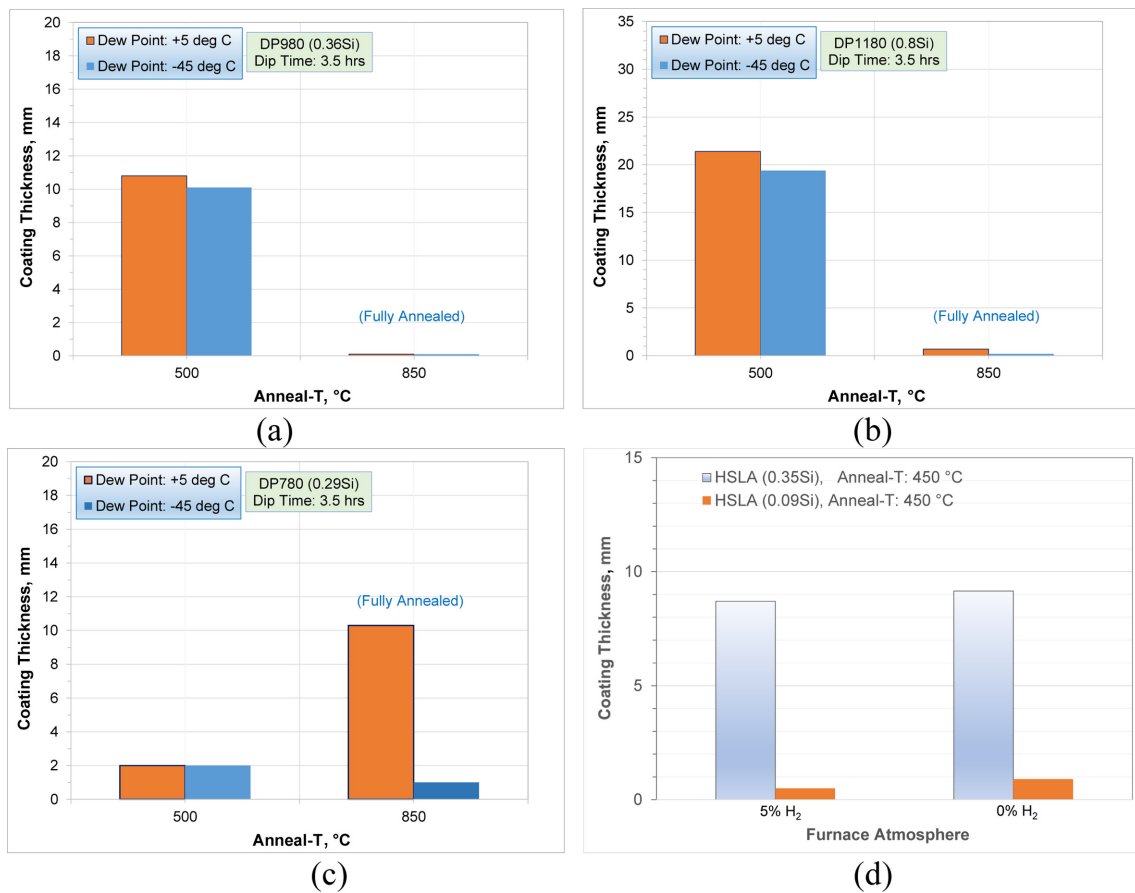 Dew Point: +5 deg C
Dew Point: -45 deg C
DP980 (0.36Si)
Dip Time: 3.5 hrs
Coating Thickness, mm
20
18
16
14
12
10
8
6
4
2
0
(Fully Annealed)
500
850
Anneal-T, °C
(a)
Dew Point: +5 deg C
Dew Point: -45 deg C
DP1180 (0.8Si)
Dip Time: 3.5 hrs
Coating Thickness, mm
35
30
25
20
15
10
5
0
(Fully Annealed)
500
850
Anneal-T, °C
(b)
Dew Point: +5 deg C
Dew Point: -45 deg C
DP780 (0.29Si)
Dip Time: 3.5 hrs
Coating Thickness, mm
20
18
16
14
12
10
8
6
4
2
0
(Fully Annealed)
500
850
Anneal-T, °C
(c)
HSLA (0.35Si), Anneal-T: 450 °C
HSLA (0.09Si), Anneal-T: 450 °C
Coating Thickness, mm
15
10
5
0
5% H₂
0% H₂
Furnace Atmosphere
(d)